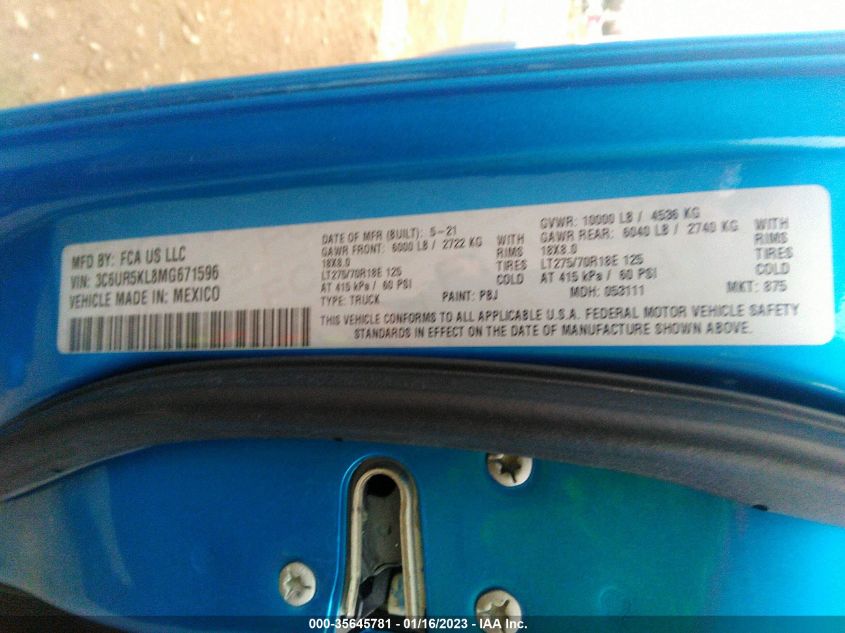 MFD BY: FCA US LLC
VIN: 3C6UR5KL8MG671596
VEHICLE MADE IN: MEXICO
DATE OF MFR (BUILT): 5-21
GAWR FRONT: 6000 LB / 2722 KG WITH
18X8.0 RIMS
LT275/70R18E 125 TIRES
AT 415 kPa / 60 PSI COLD
TYPE: TRUCK PAINT: PBJ
GVWR: 10000 LB / 4536 KG
GAWR REAR: 6040 LB / 2740 KG WITH
18X8.0 RIMS
LT275/70R18E 125 TIRES
AT 415 kPa / 60 PSI COLD
MDH: 053111 MKT: 875
THIS VEHICLE CONFORMS TO ALL APPLICABLE U.S.A. FEDERAL MOTOR VEHICLE SAFETY
STANDARDS IN EFFECT ON THE DATE OF MANUFACTURE SHOWN ABOVE.
000-35645781 - 01/16/2023 - IAA Inc.